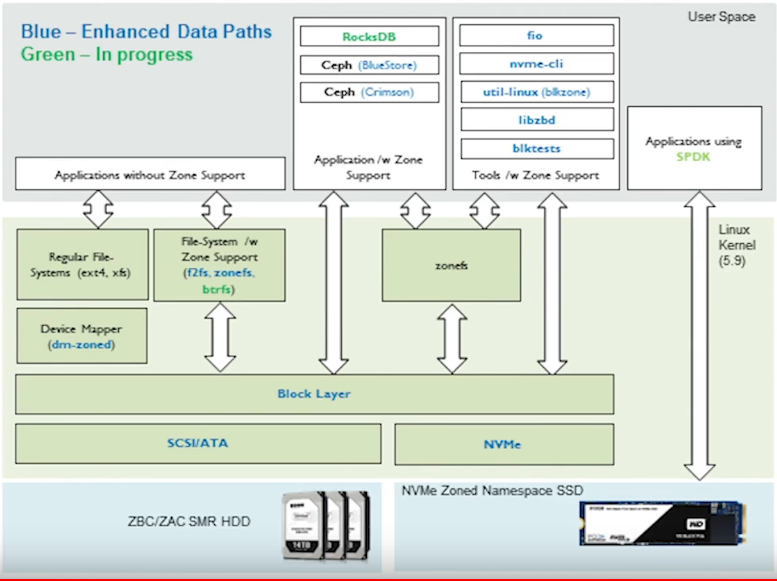 Blue – Enhanced Data Paths
Green – In progress
User Space
RocksDB
Ceph (BlueStore)
Ceph (Crimson)
Application /w Zone
Support
fio
nvme-cli
util-linux (blkzone)
libzbd
blktests
Tools /w Zone Support
Applications using
SPDK
Applications without Zone Support
Linux
Kernel
(5.9)
Regular File-
Systems (ext4, xfs)
File-System /w
Zone Support
(f2fs, zonefs,
btrfs)
zonefs
Device Mapper
(dm-zoned)
Block Layer
SCSI/ATA
NVMe
ZBC/ZAC SMR HDD
14TB
NVMe Zoned Namespace SSD
WD